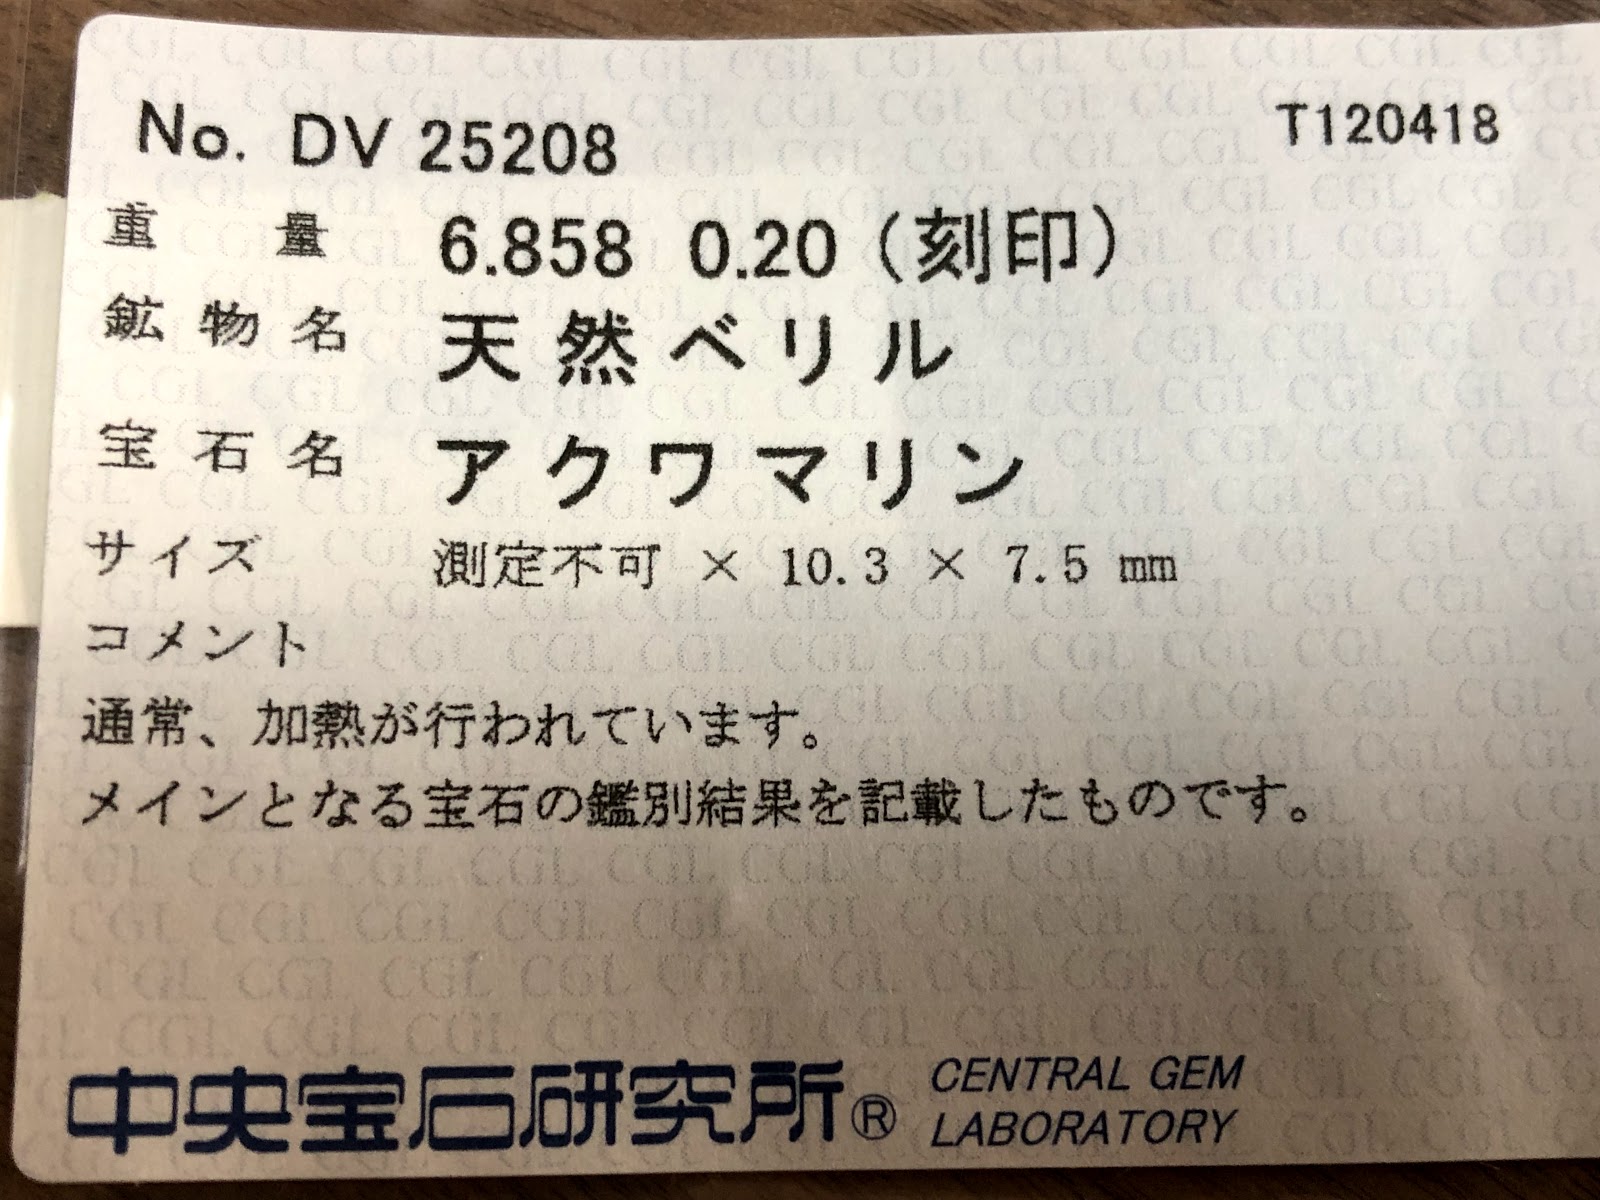 No. DV 25208
T120418
重量 6.858 0.20 (刻印)
鉱物名 天然ベリル
宝石名 アクワマリン
サイズ 測定不可 × 10.3 × 7.5 mm
コメント
通常、加熱が行われています。
メインとなる宝石の鑑別結果を記載したものです。
中央宝石研究所® CENTRAL GEM
LABORATORY